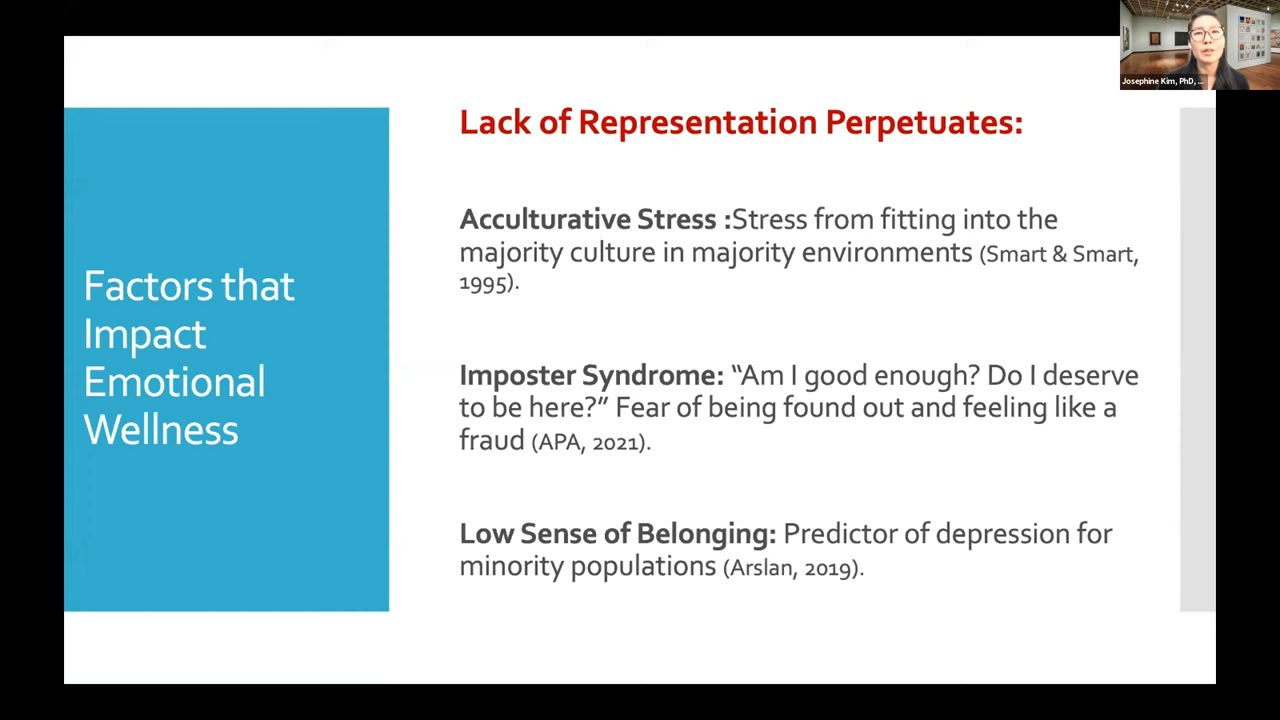 Josephine Kim, PhD, ...
Lack of Representation Perpetuates:
Factors that
Impact
Emotional
Wellness
Acculturative Stress :Stress from fitting into the
majority culture in majority environments (Smart & Smart,
1995).
Imposter Syndrome: “Am I good enough? Do I deserve
to be here?” Fear of being found out and feeling like a
fraud (APA, 2021).
Low Sense of Belonging: Predictor of depression for
minority populations (Arslan, 2019).